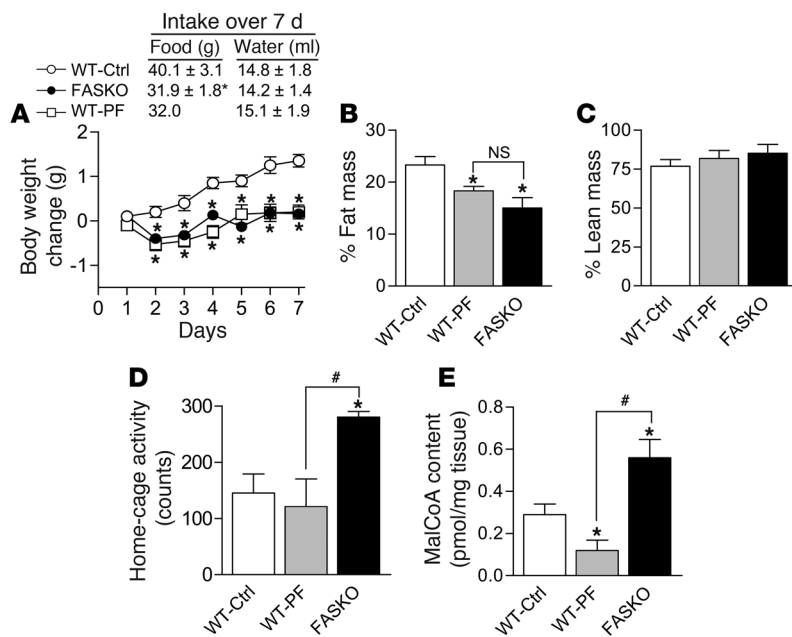 Intake over 7 d
Food (g) Water (ml)
WT-Ctrl 40.1 ± 3.1 14.8 ± 1.8
FASKO 31.9 ± 1.8* 14.2 ± 1.4
WT-PF 32.0 15.1 ± 1.9
A
Body weight
change (g)
2
1
0
-1
* * * * * *
* * * * * *
0 1 2 3 4 5 6 7
Days
B
% Fat mass
30
20
10
0
NS
* *
WT-Ctrl WT-PF FASKO
C
% Lean mass
100
75
50
25
0
WT-Ctrl WT-PF FASKO
D
Home-cage activity
(counts)
300
200
100
0
#
*
WT-Ctrl WT-PF FASKO
E
MalCoA content
(pmol/mg tissue)
0.8
0.6
0.4
0.2
0.0
#
* *
WT-Ctrl WT-PF FASKO